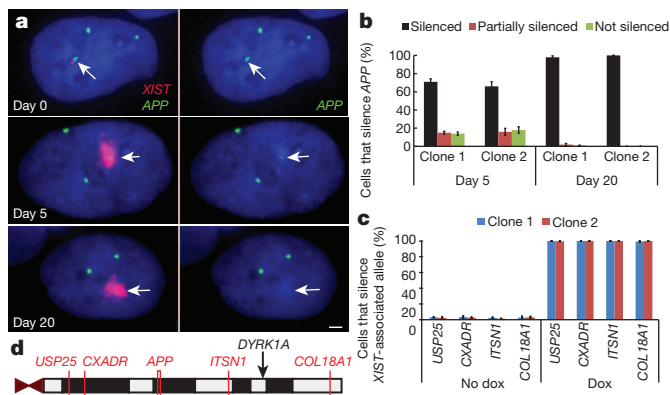 a
XIST
APP
Day 0
APP
Day 5
Day 20
b
Silenced Partially silenced Not silenced
Cells that silence APP (%)
100
80
60
40
20
0
Clone 1 Clone 2 Clone 1 Clone 2
Day 5 Day 20
c
Clone 1 Clone 2
Cells that silence
XIST-associated allele (%)
100
80
60
40
20
0
USP25 CXADR ITSN1 COL18A1 USP25 CXADR ITSN1 COL18A1
No dox Dox
d
DYRK1A
USP25 CXADR APP ITSN1 COL18A1